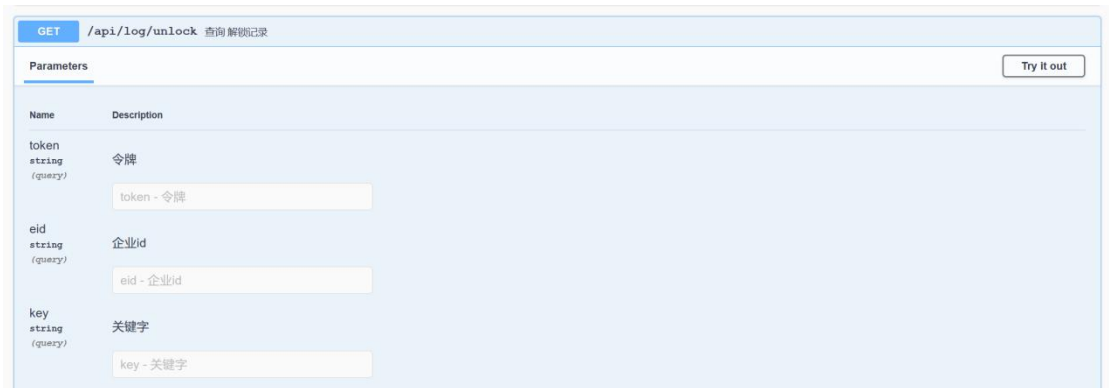 GET /api/log/unlock 查询 解锁记录
Parameters
Try it out
Name Description
token
string
(query)
令牌
token - 令牌
eid
string
(query)
企业id
eid - 企业id
key
string
(query)
关键字
key - 关键字